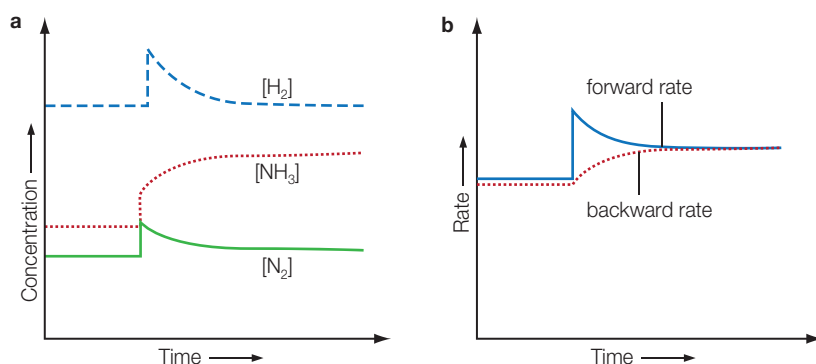 a
[H₂]
[NH₃]
[N₂]
Concentration
Time
b
forward rate
backward rate
Rate
Time